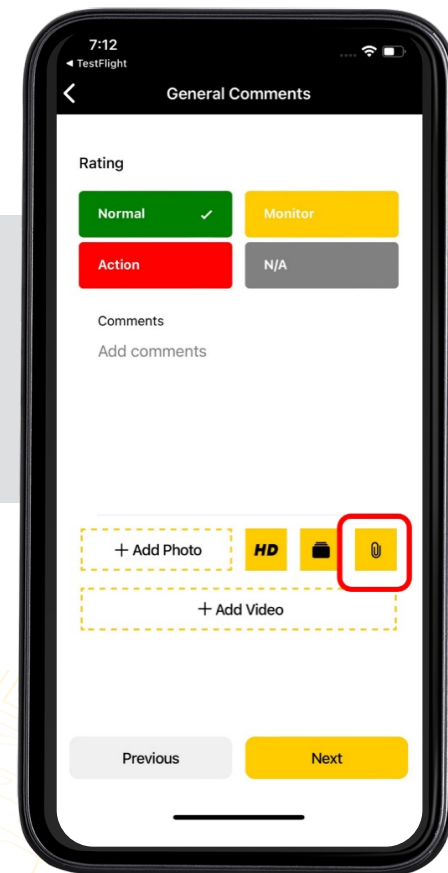 7:12
◄ TestFlight
General Comments
Rating
Normal ✓ Monitor
Action N/A
Comments
Add comments
+ Add Photo HD
+ Add Video
Previous Next